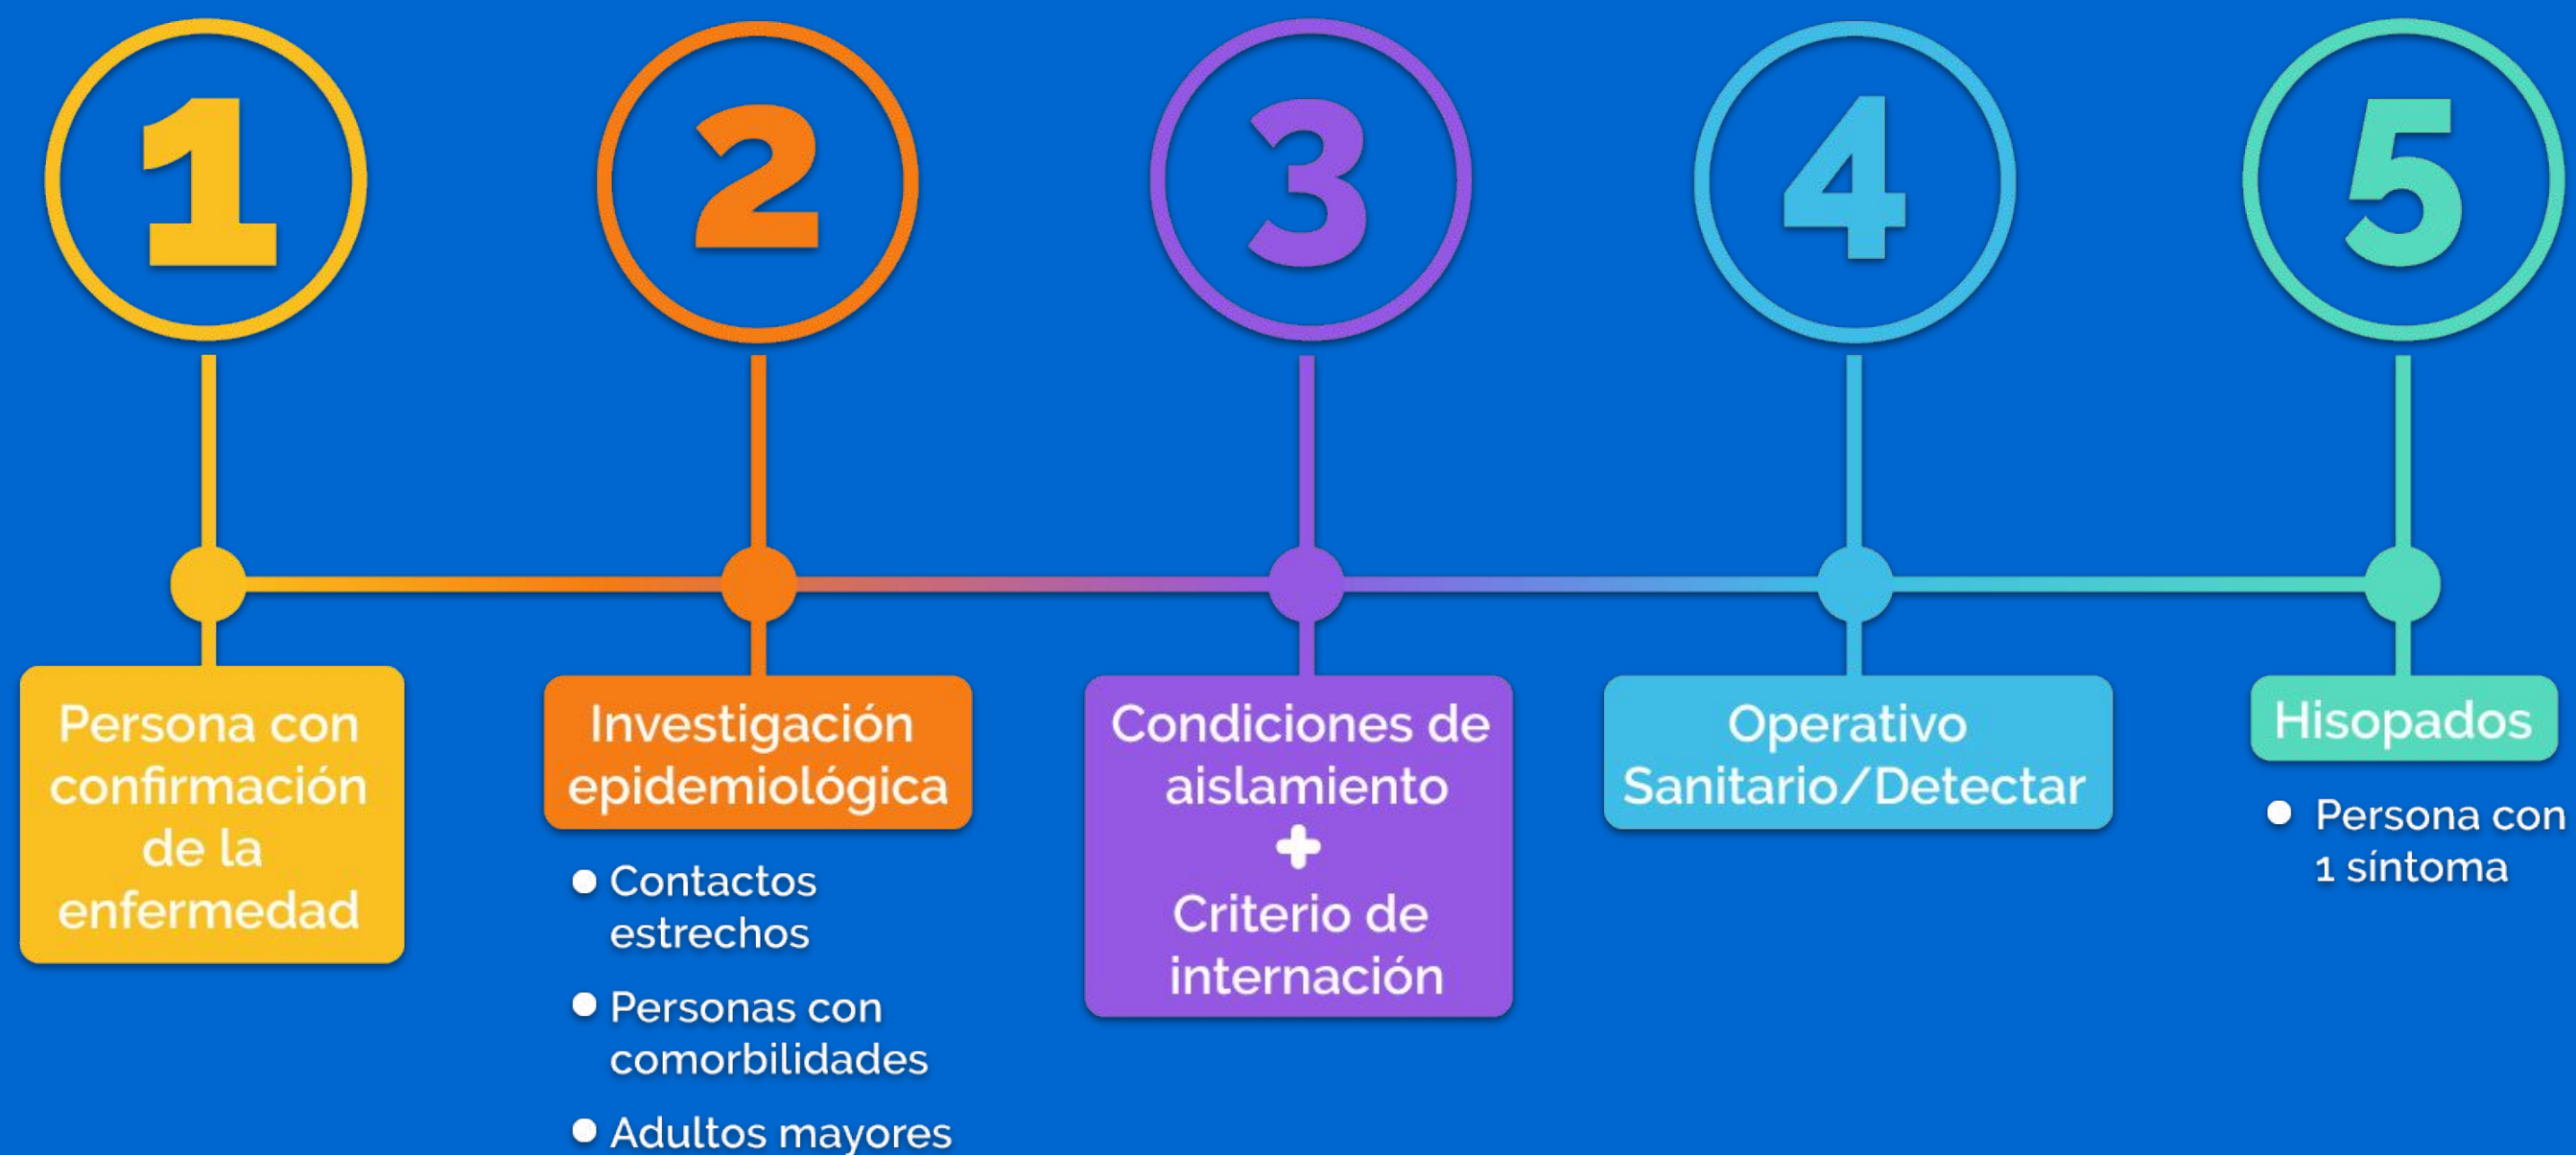 1
2
3
4
5
Persona con
confirmación
de la
enfermedad
Investigación
epidemiológica
Contactos
estrechos
Personas con
comorbilidades
Adultos mayores
Condiciones de
aislamiento
+
Criterio de
internación
Operativo
Sanitario/Detectar
Hisopados
Persona con
1 síntoma